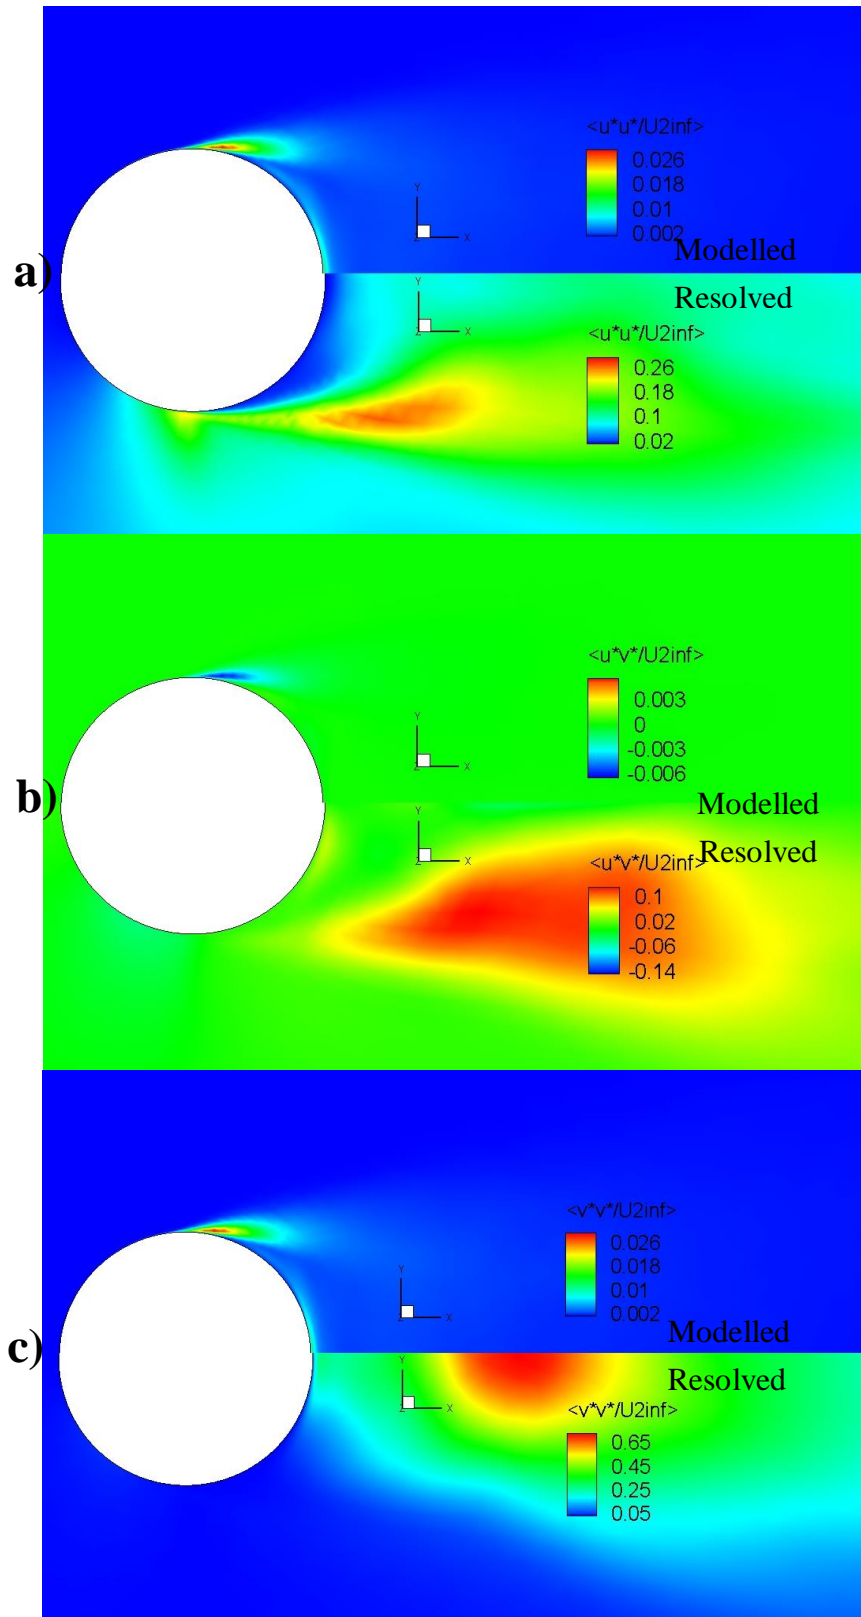 <u*u*/U2inf>
0.026
0.018
0.01
0.002
Y
Z X
Modelled
a)
Resolved
Y
Z X
<u*u*/U2inf>
0.26
0.18
0.1
0.02
<u*v*/U2inf>
0.003
0
-0.003
-0.006
Y
Z X
b)
Modelled
Resolved
Y
Z X
<u*v*/U2inf>
0.1
0.02
-0.06
-0.14
<v*v*/U2inf>
0.026
0.018
0.01
0.002
Y
Z X
Modelled
c)
Resolved
Y
Z X
<v*v*/U2inf>
0.65
0.45
0.25
0.05